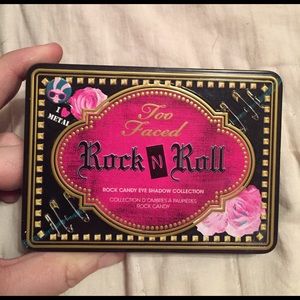 I
METAL
Too
Faced
Rock N Roll
ROCK CANDY EYE SHADOW COLLECTION
COLLECTION D'OMBRES À PAUPIÈRES
ROCK CANDY